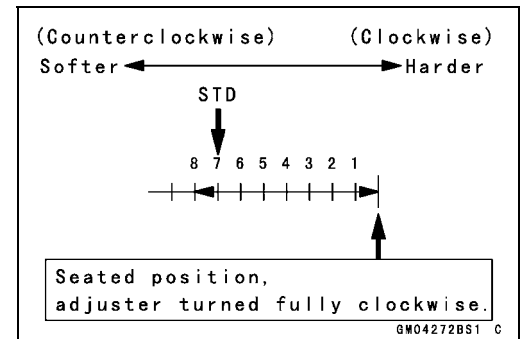 (Counterclockwise) (Clockwise)
Softer Harder
STD
8 7 6 5 4 3 2 1
Seated position,
adjuster turned fully clockwise.
GM04272BS1 C